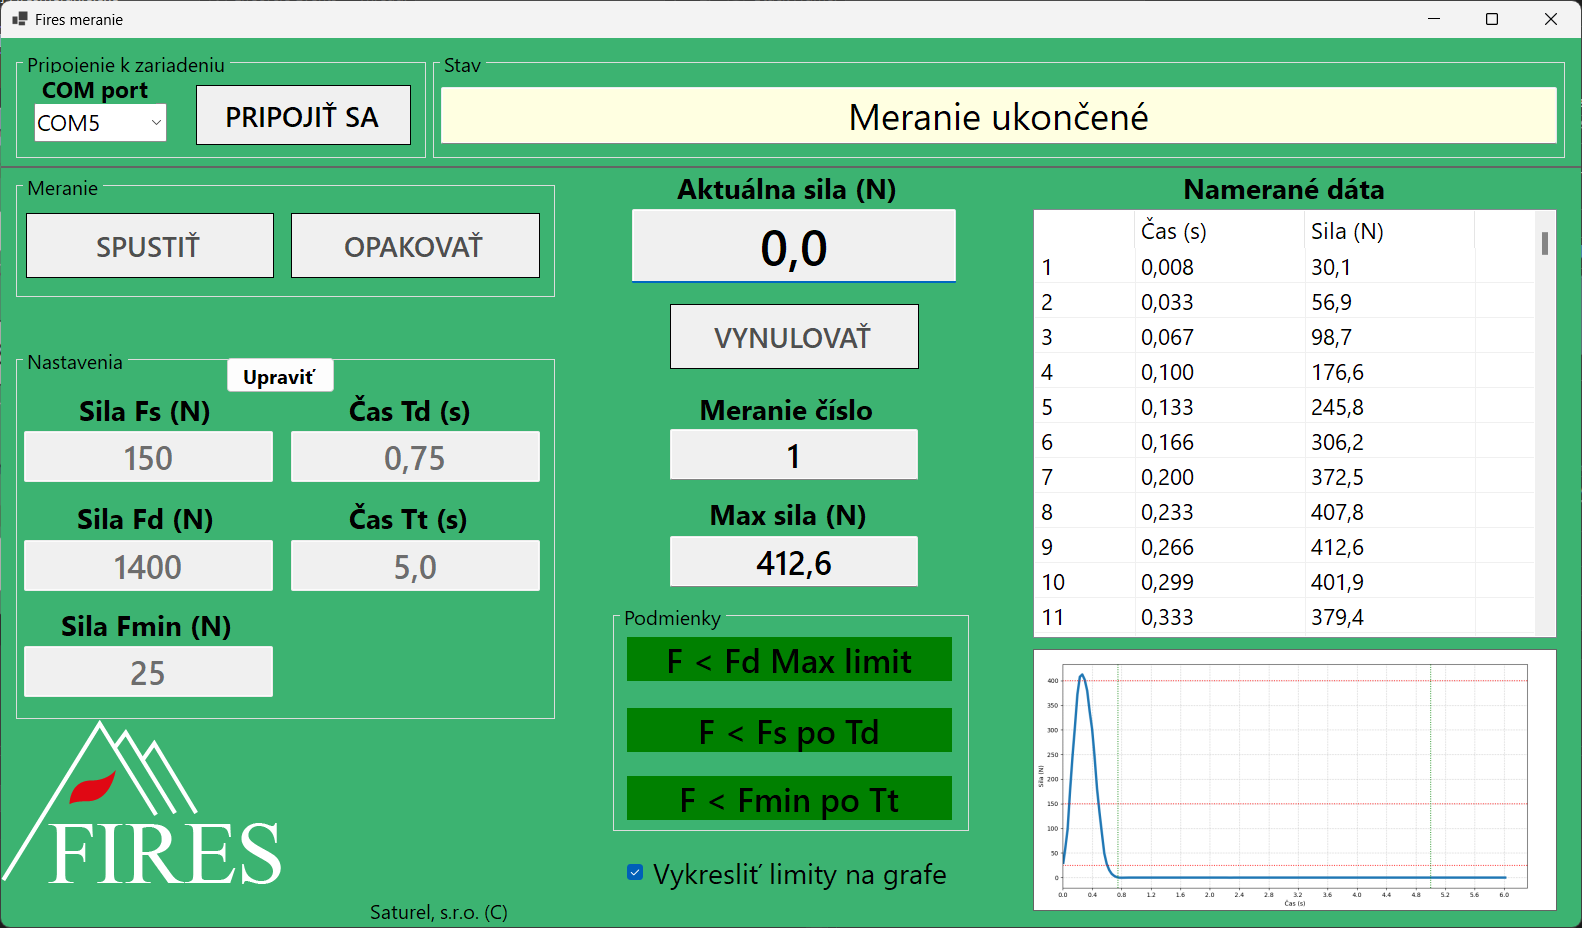 Fires meranie
Pripojenie k zariadeniu
COM port
COM5
PRIPOJIŤ SA
Stav
Meranie ukončené
Meranie
SPUSTIŤ
OPAKOVAŤ
Nastavenia
Upraviť
Sila Fs (N)
Čas Td (s)
150
0,75
Sila Fd (N)
Čas Tt (s)
1400
5,0
Sila Fmin (N)
25
FIRES
Saturel, s.r.o. (C)
Aktuálna sila (N)
0,0
VYNULOVAŤ
Meranie číslo
1
Max sila (N)
412,6
Podmienky
F < Fd Max limit
F < Fs po Td
F < Fmin po Tt
Vykresliť limity na grafe
Namerané dáta
Čas (s) Sila (N)
1 0,008 30,1
2 0,033 56,9
3 0,067 98,7
4 0,100 176,6
5 0,133 245,8
6 0,166 306,2
7 0,200 372,5
8 0,233 407,8
9 0,266 412,6
10 0,299 401,9
11 0,333 379,4
Sila (N)
400
350
300
250
200
150
100
50
0
0.0 0.4 0.8 1.2 1.6 2.0 2.4 2.8 3.2 3.6 4.0 4.4 4.8 5.2 5.6 6.0
Čas (s)